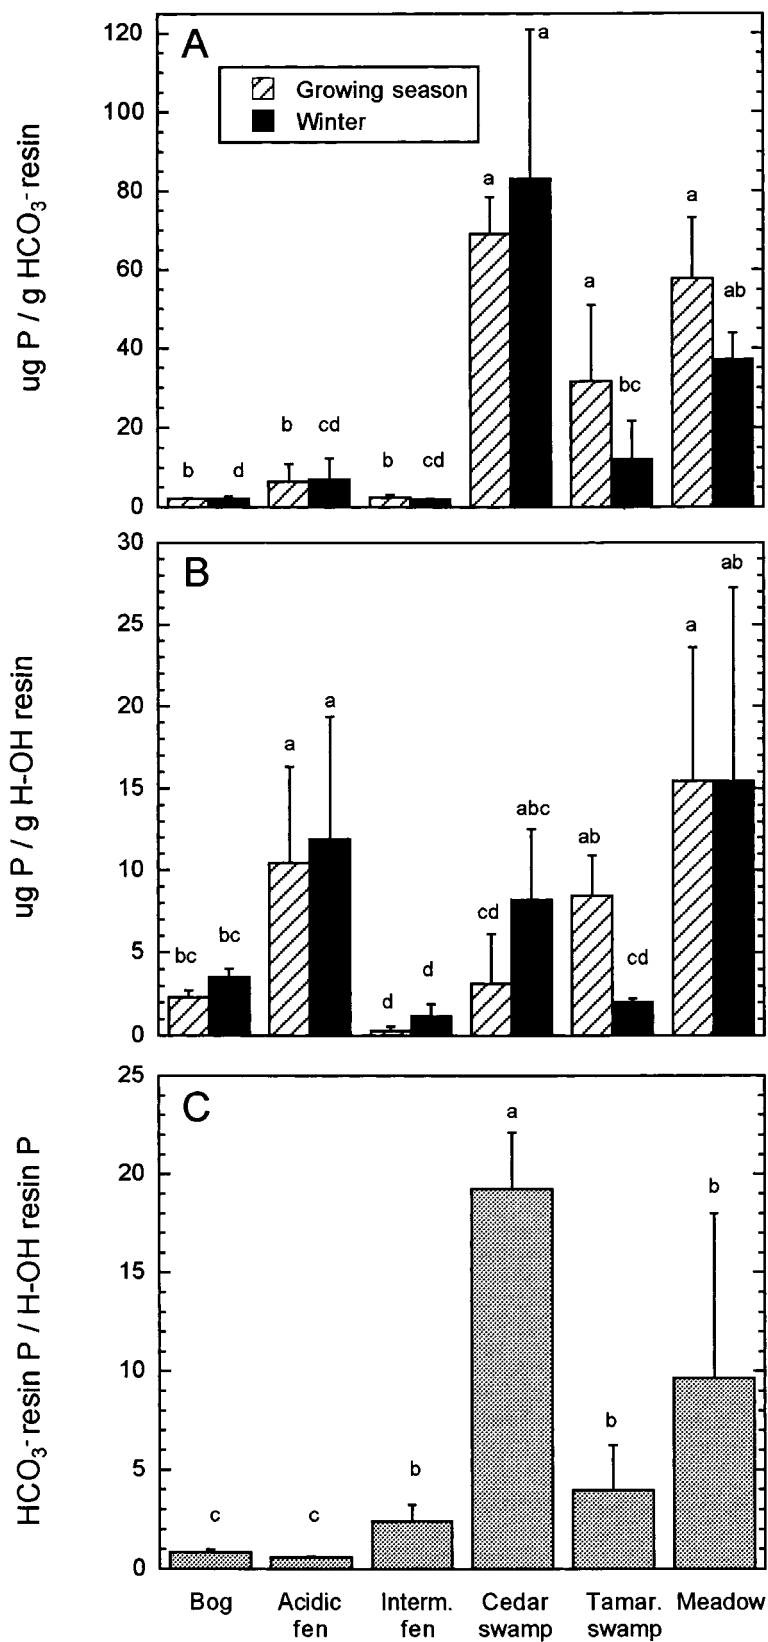 A
Growing season
Winter
ug P / g HCO₃-resin
120
100
80
60
40
20
0
b
d
b
cd
b
cd
a
a
a
bc
a
ab
B
ug P / g H-OH resin
30
25
20
15
10
5
0
bc
bc
a
a
d
d
cd
abc
ab
cd
a
ab
C
HCO₃-resin P / H-OH resin P
25
20
15
10
5
0
c
c
b
a
b
b
Bog
Acidic
fen
Interm.
fen
Cedar
swamp
Tamar.
swamp
Meadow